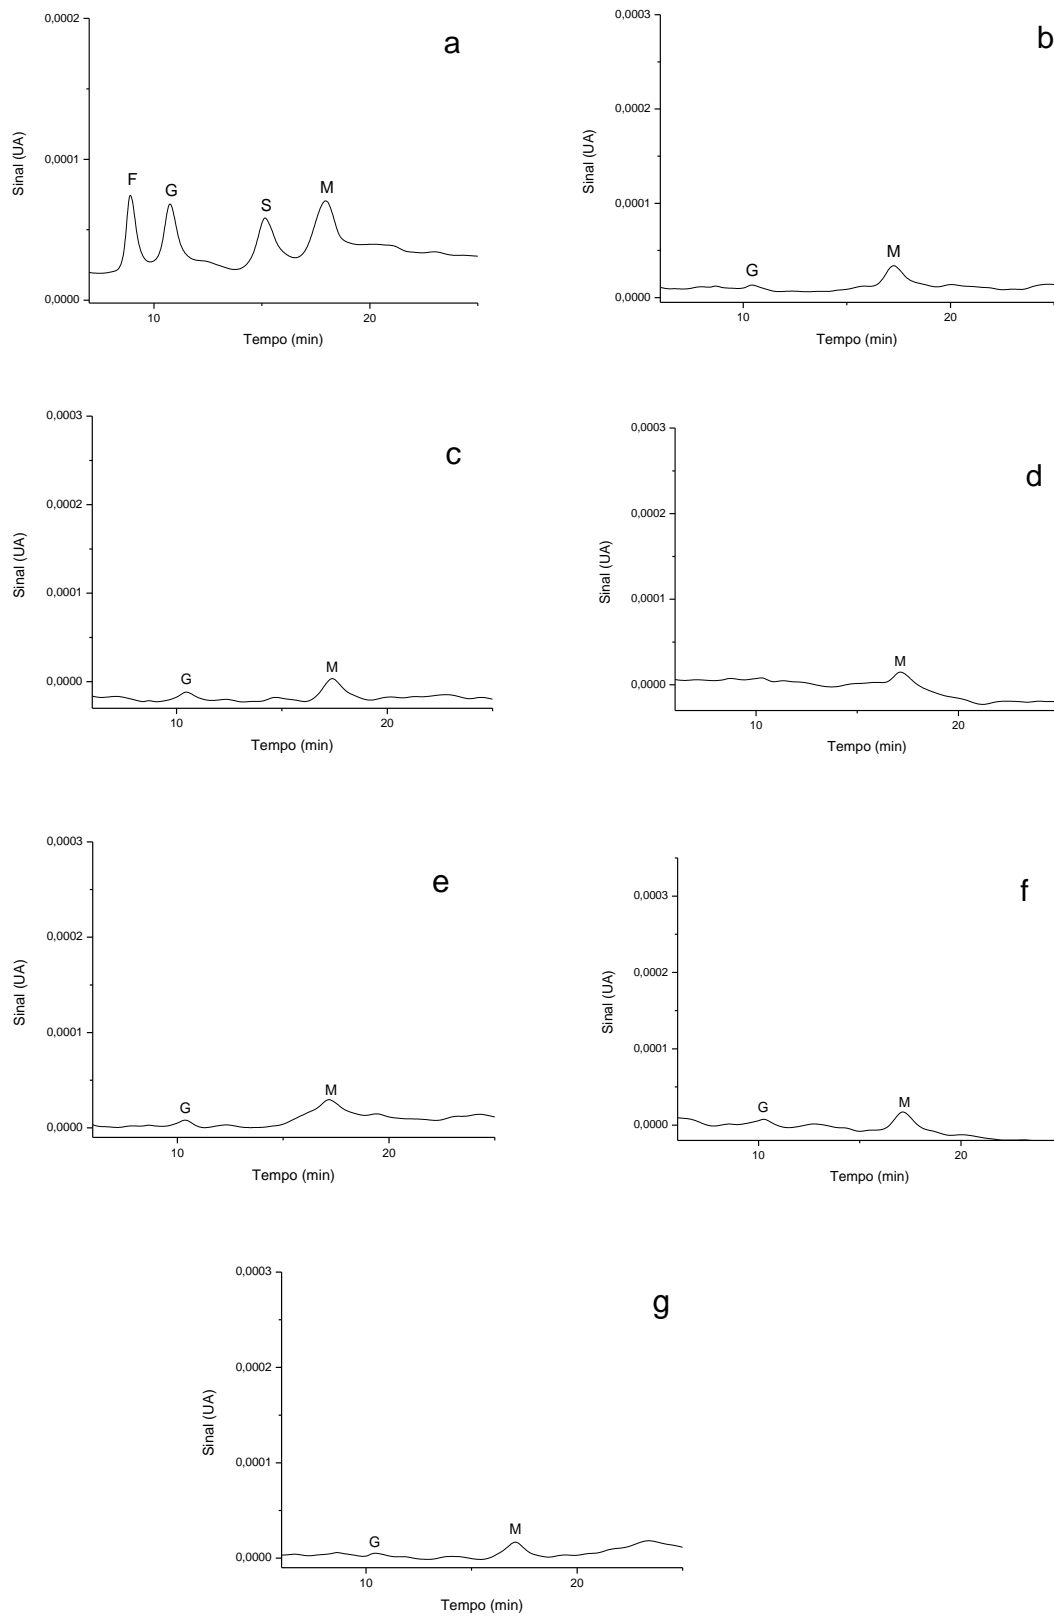 a
0,0002
0,0001
0,0000
Sinal (UA)
F
G
S
M
10
20
Tempo (min)
b
0,0003
0,0002
0,0001
0,0000
Sinal (UA)
G
M
10
20
Tempo (min)
c
0,0003
0,0002
0,0001
0,0000
Sinal (UA)
G
M
10
20
Tempo (min)
d
0,0003
0,0002
0,0001
0,0000
Sinal (UA)
M
10
20
Tempo (min)
e
0,0003
0,0002
0,0001
0,0000
Sinal (UA)
G
M
10
20
Tempo (min)
f
0,0003
0,0002
0,0001
0,0000
Sinal (UA)
G
M
10
20
Tempo (min)
g
0,0003
0,0002
0,0001
0,0000
Sinal (UA)
G
M
10
20
Tempo (min)